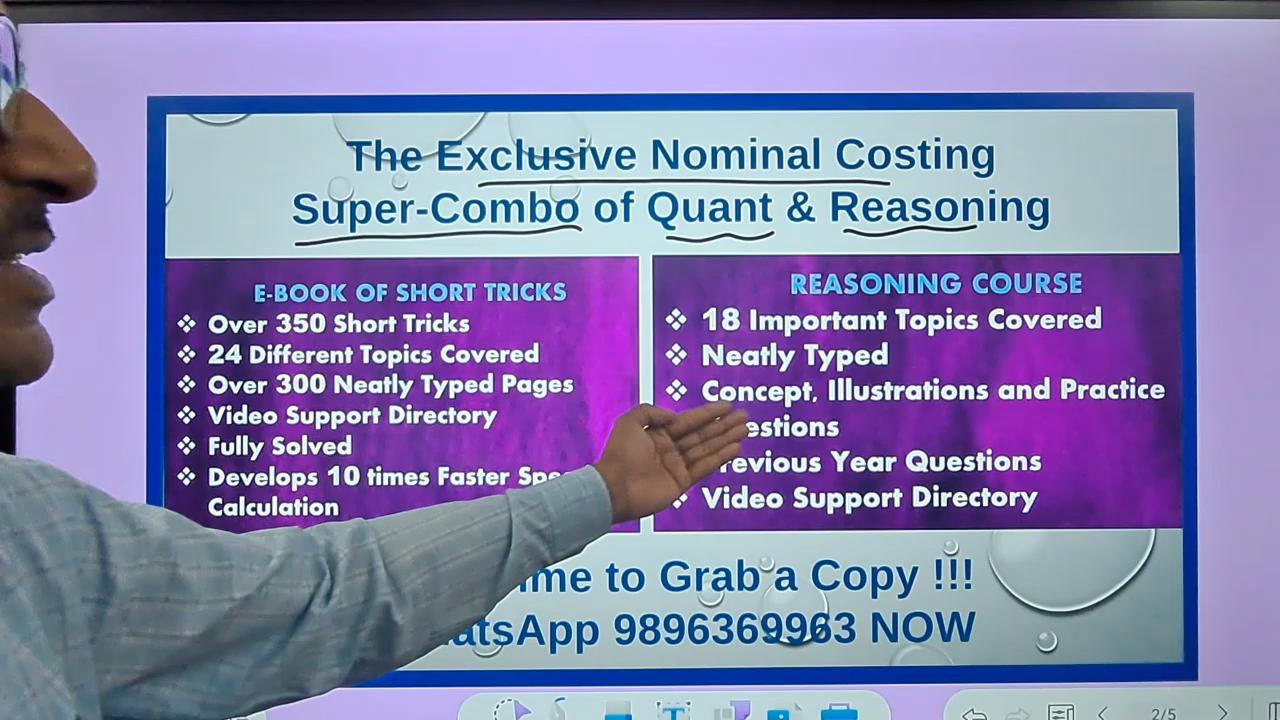 The Exclusive Nominal Costing
Super-Combo of Quant & Reasoning
E-BOOK OF SHORT TRICKS
❖ Over 350 Short Tricks
❖ 24 Different Topics Covered
❖ Over 300 Neatly Typed Pages
❖ Video Support Directory
❖ Fully Solved
❖ Develops 10 times Faster
Calculation
REASONING COURSE
❖ 18 Important Topics Covered
❖ Neatly Typed
❖ Concept, Illustrations and Practice
estions
revious Year Questions
❖ Video Support Directory
me to Grab a Copy !!!
atsApp 9896369963 NOW
2/5